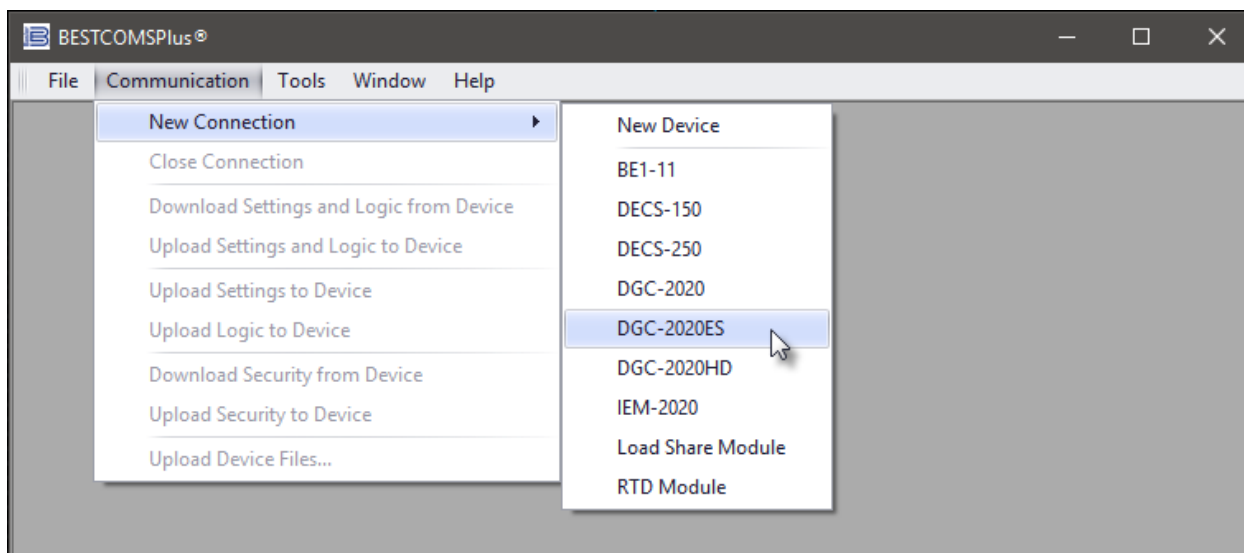 BESTCOMSPlus®
File Communication Tools Window Help
New Connection
Close Connection
Download Settings and Logic from Device
Upload Settings and Logic to Device
Upload Settings to Device
Upload Logic to Device
Download Security from Device
Upload Security to Device
Upload Device Files...
New Device
BE1-11
DECS-150
DECS-250
DGC-2020
DGC-2020ES
DGC-2020HD
IEM-2020
Load Share Module
RTD Module